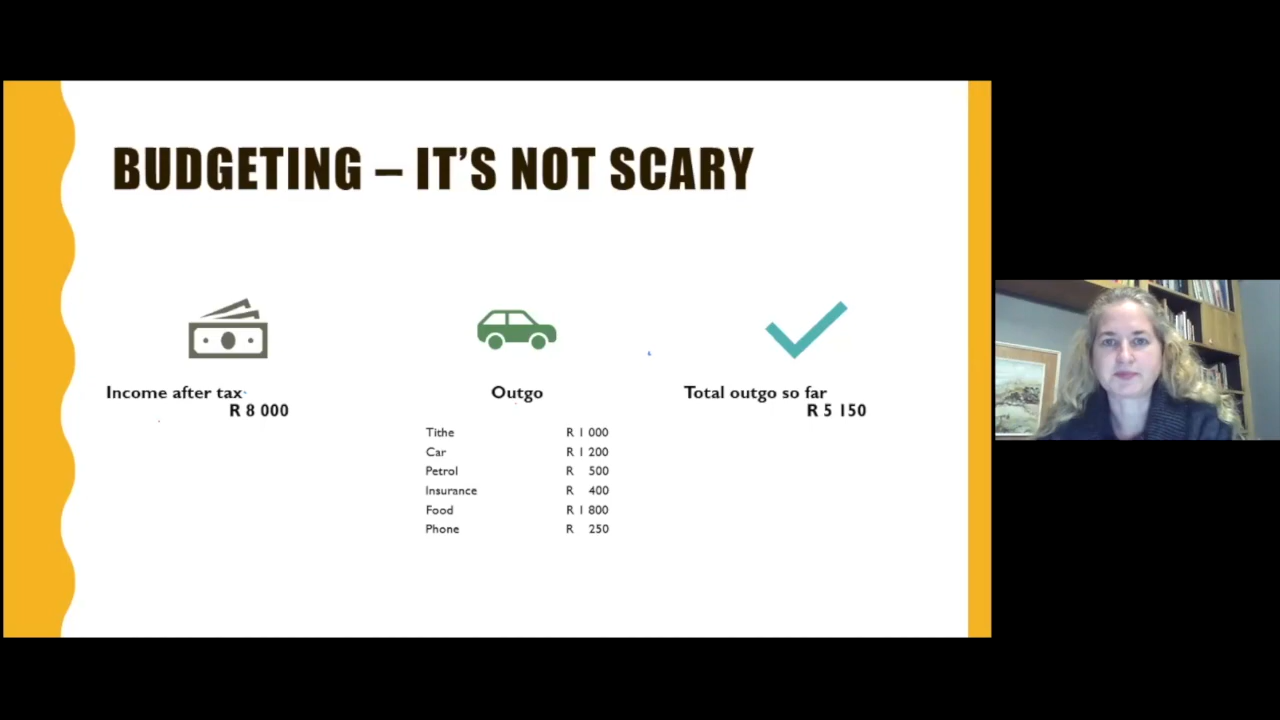 BUDGETING – IT'S NOT SCARY
Income after tax
R 8 000
Outgo
Tithe R 1 000
Car R 1 200
Petrol R 500
Insurance R 400
Food R 1 800
Phone R 250
Total outgo so far
R 5 150